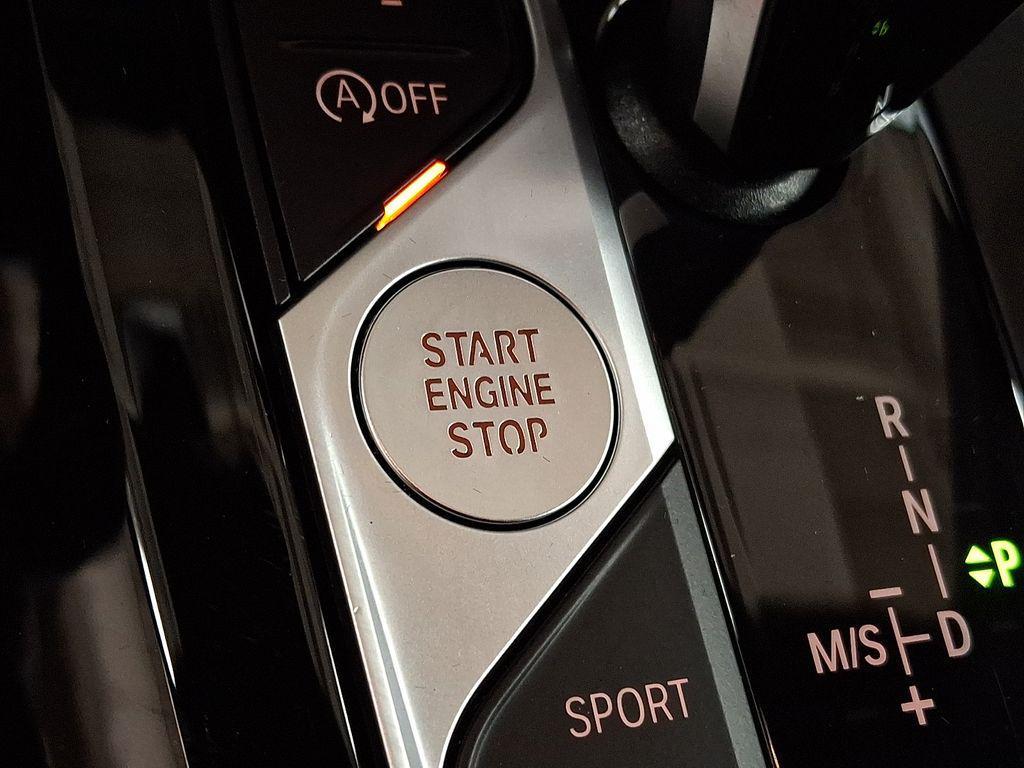 A OFF
START
ENGINE
STOP
SPORT
R
N
D
P
M/S
-
+